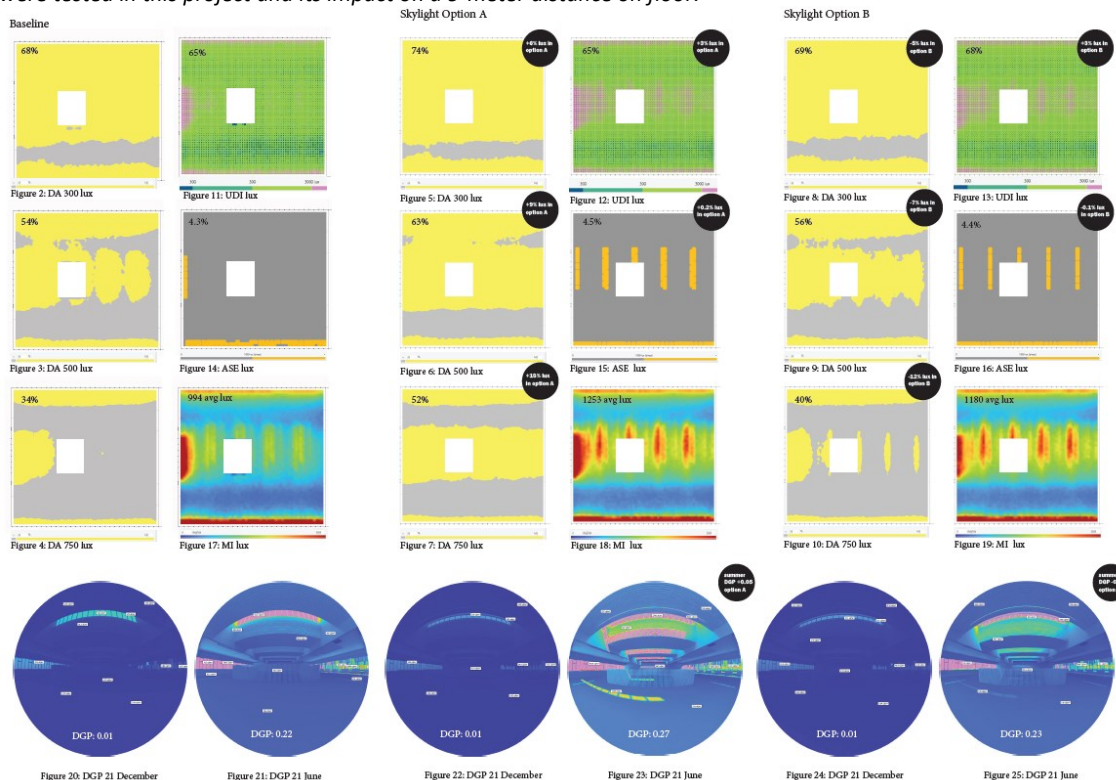 were tested in this project and its impact on a 3-meter distance on floor.
Baseline
Skylight Option A
Skylight Option B
68%
65%
74%
+6% lux in option A
65%
+3% lux in option A
69%
-5% lux in option B
68%
+3% lux in option B
Figure 2: DA 300 lux
Figure 11: UDI lux
Figure 5: DA 300 lux
Figure 12: UDI lux
Figure 8: DA 300 lux
Figure 13: UDI lux
54%
4.3%
63%
+9% lux in option A
4.5%
+0.2% lux in option A
56%
-7% lux in option B
4.4%
-0.1% lux in option B
Figure 3: DA 500 lux
Figure 14: ASE lux
Figure 6: DA 500 lux
Figure 15: ASE lux
Figure 9: DA 500 lux
Figure 16: ASE lux
34%
994 avg lux
52%
+18% lux in option A
1253 avg lux
40%
-12% lux in option B
1180 avg lux
Figure 4: DA 750 lux
Figure 17: MI lux
Figure 7: DA 750 lux
Figure 18: MI lux
Figure 10: DA 750 lux
Figure 19: MI lux
summer DGP +0.05 option A
summer
DGP: 0.01
DGP: 0.22
DGP: 0.01
DGP: 0.27
DGP: 0.01
DGP: 0.23
Figure 20: DGP 21 December
Figure 21: DGP 21 June
Figure 22: DGP 21 December
Figure 23: DGP 21 June
Figure 24: DGP 21 December
Figure 25: DGP 21 June